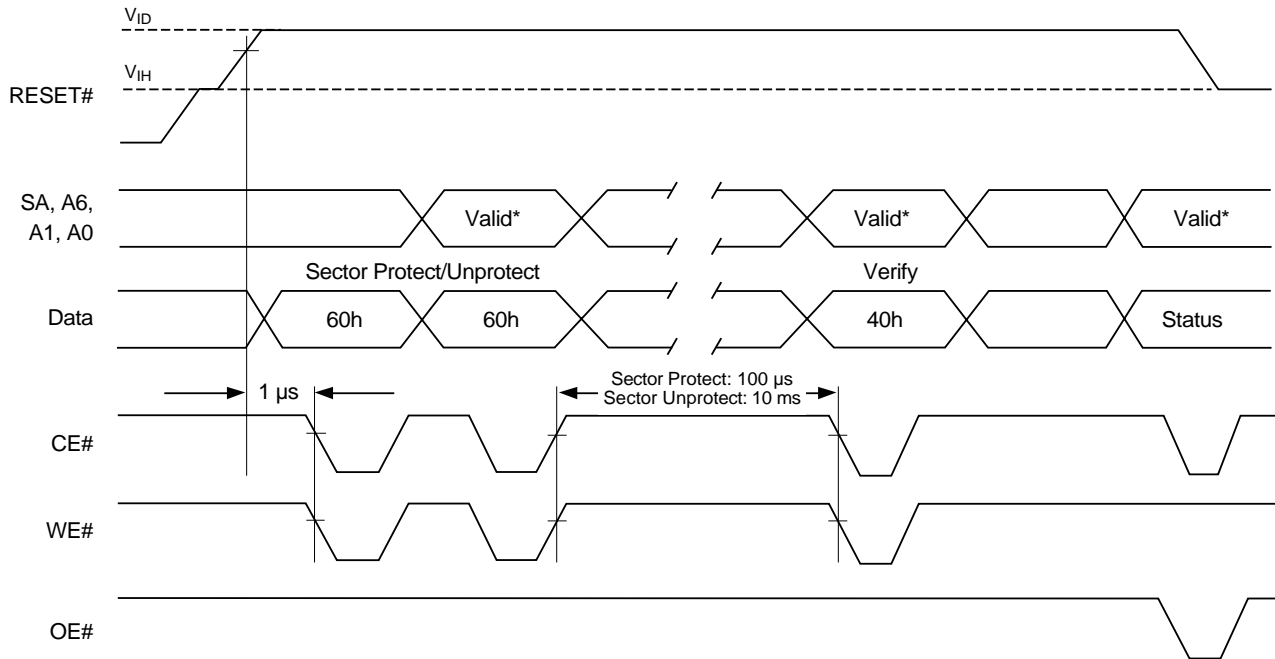 VID
VIH
RESET#
SA, A6,
A1, A0
Valid* Valid* Valid*
Sector Protect/Unprotect Verify
Data 60h 60h 40h Status
1 µs
Sector Protect: 100 µs
Sector Unprotect: 10 ms
CE#
WE#
OE#